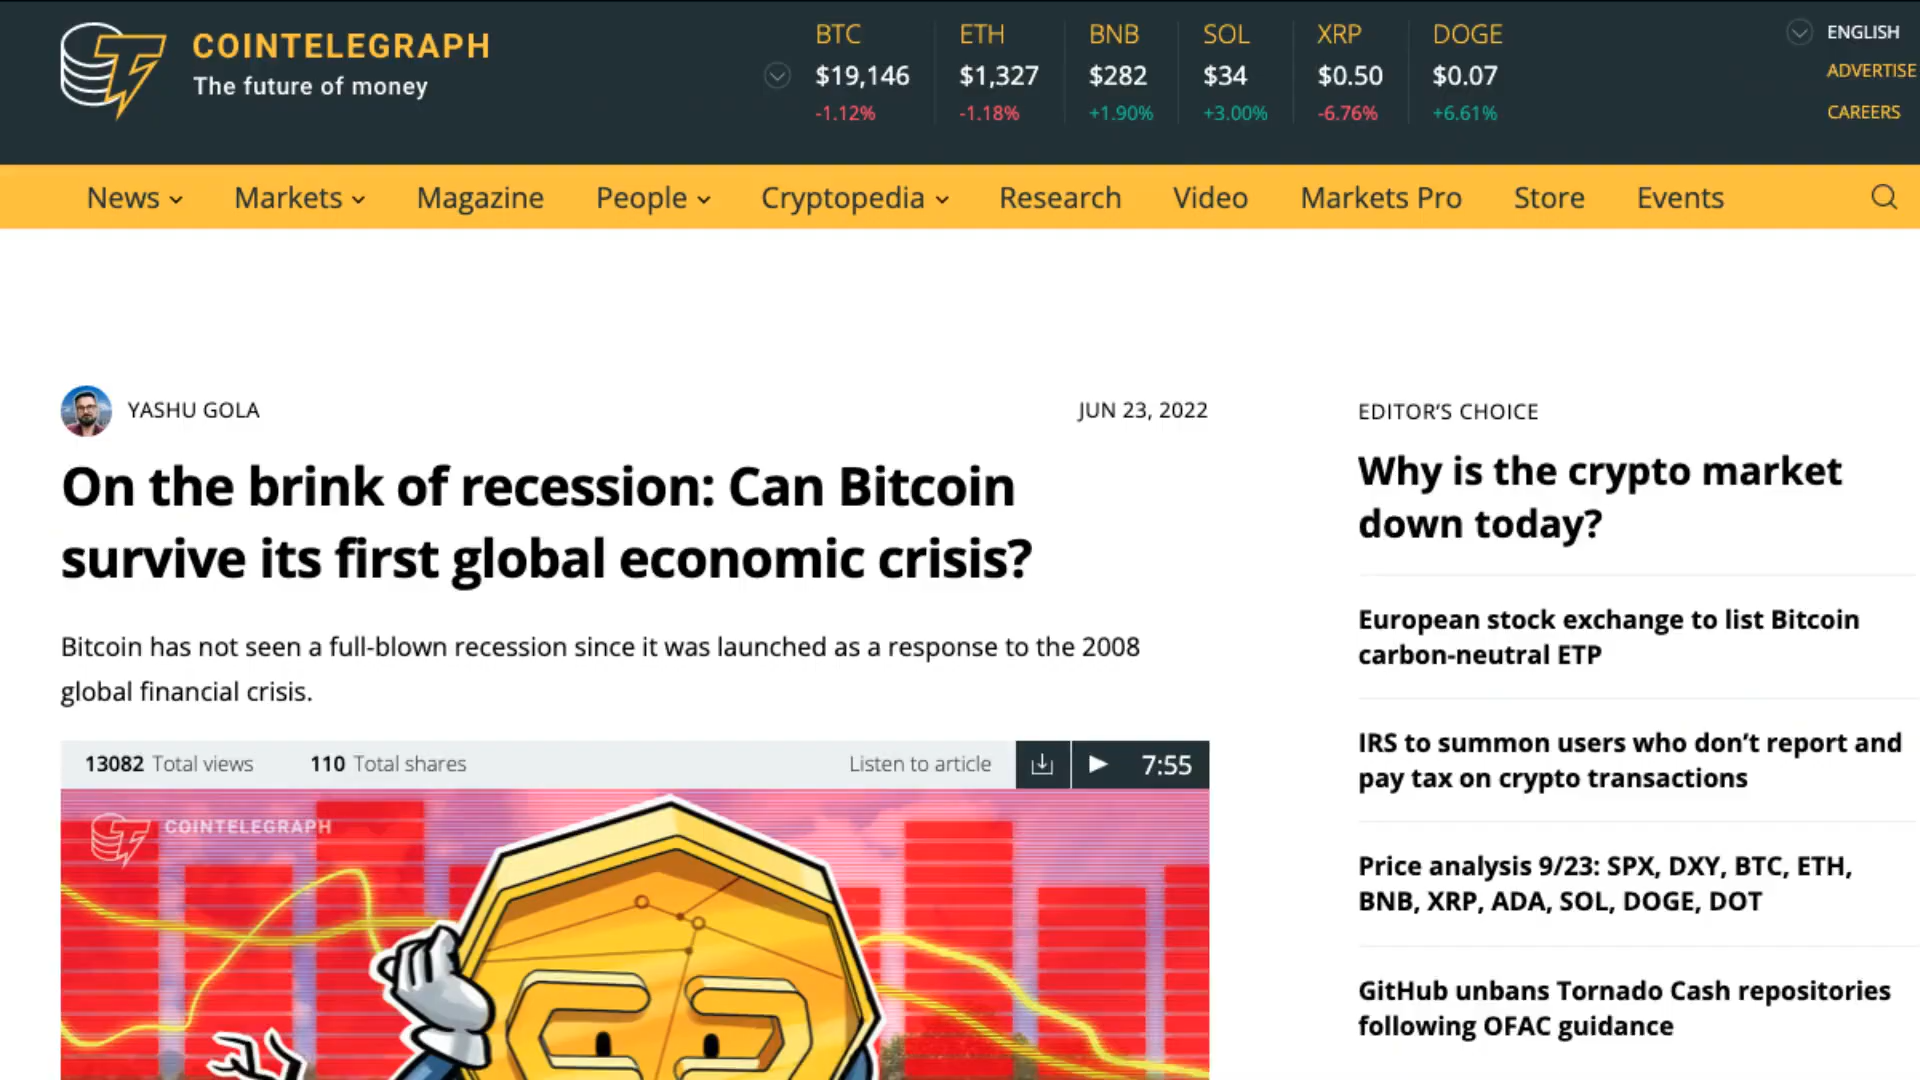 COINTELEGRAPH
The future of money
BTC ETH BNB SOL XRP DOGE
$19,146 $1,327 $282 $34 $0.50 $0.07
-1.12% -1.18% +1.90% +3.00% -6.76% +6.61%
ENGLISH
ADVERTISE
CAREERS
News Markets Magazine People Cryptopedia Research Video Markets Pro Store Events
YASHU GOLA
JUN 23, 2022
On the brink of recession: Can Bitcoin
survive its first global economic crisis?
Bitcoin has not seen a full-blown recession since it was launched as a response to the 2008
global financial crisis.
13082 Total views 110 Total shares Listen to article 7:55
COINTELEGRAPH
EDITOR'S CHOICE
Why is the crypto market
down today?
European stock exchange to list Bitcoin
carbon-neutral ETP
IRS to summon users who don't report and
pay tax on crypto transactions
Price analysis 9/23: SPX, DXY, BTC, ETH,
BNB, XRP, ADA, SOL, DOGE, DOT
GitHub unbans Tornado Cash repositories
following OFAC guidance